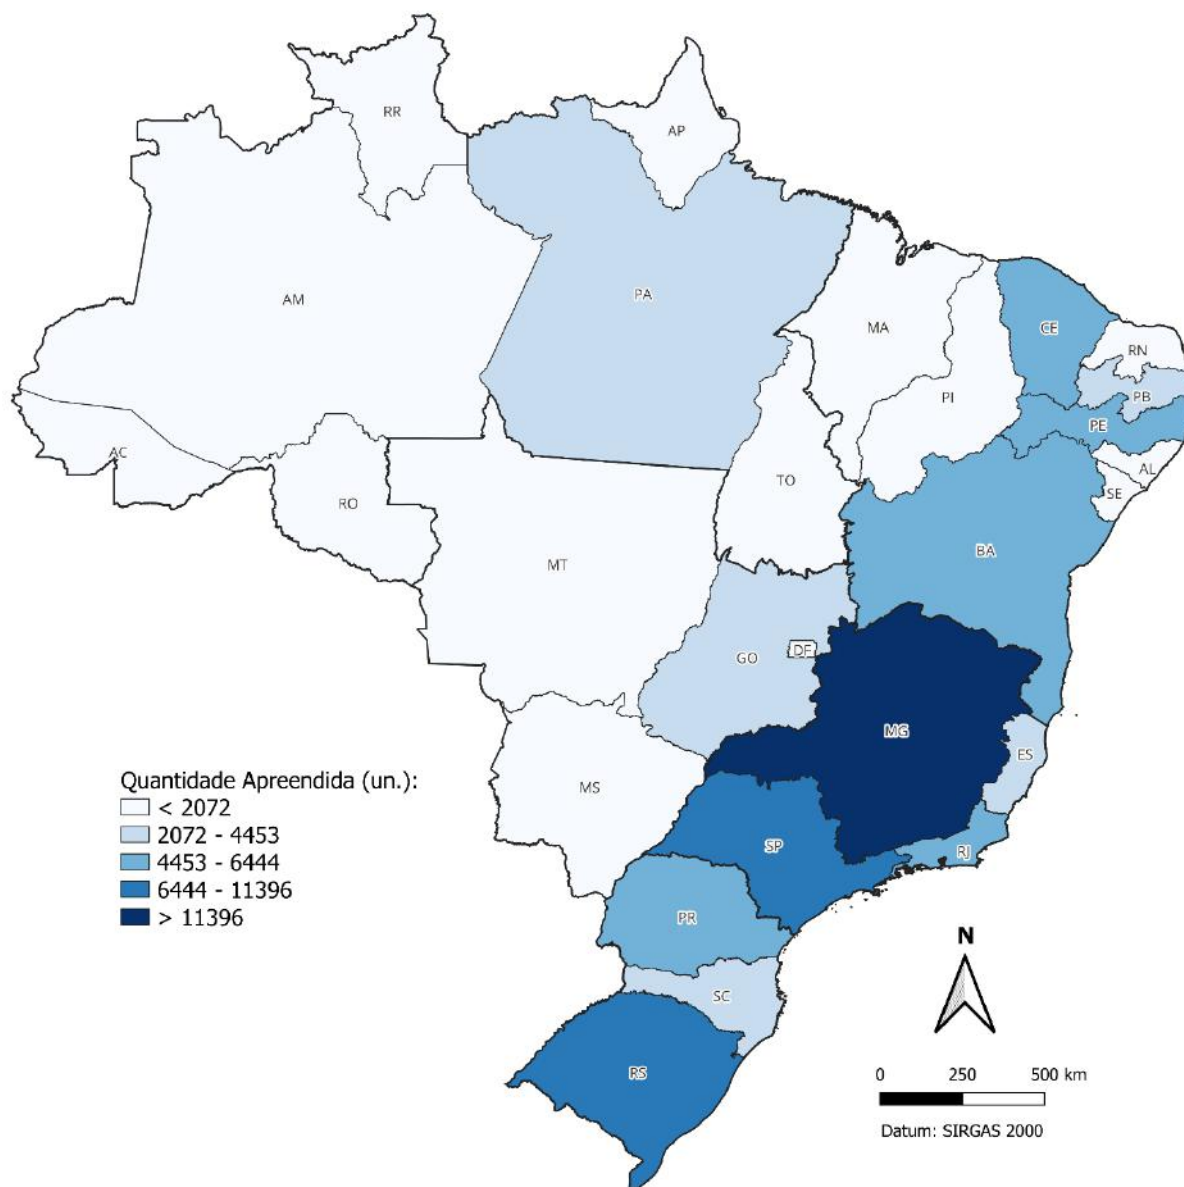 RR
AP
AM
PA
MA
CE
RN
PI
PB
PE
AC
AL
TO
SE
RO
BA
MT
GO
DF
MG
ES
MS
SP
RJ
PR
SC
RS
Quantidade Apreendida (un.):
< 2072
2072 - 4453
4453 - 6444
6444 - 11396
> 11396
N
0 250 500 km
Datum: SIRGAS 2000